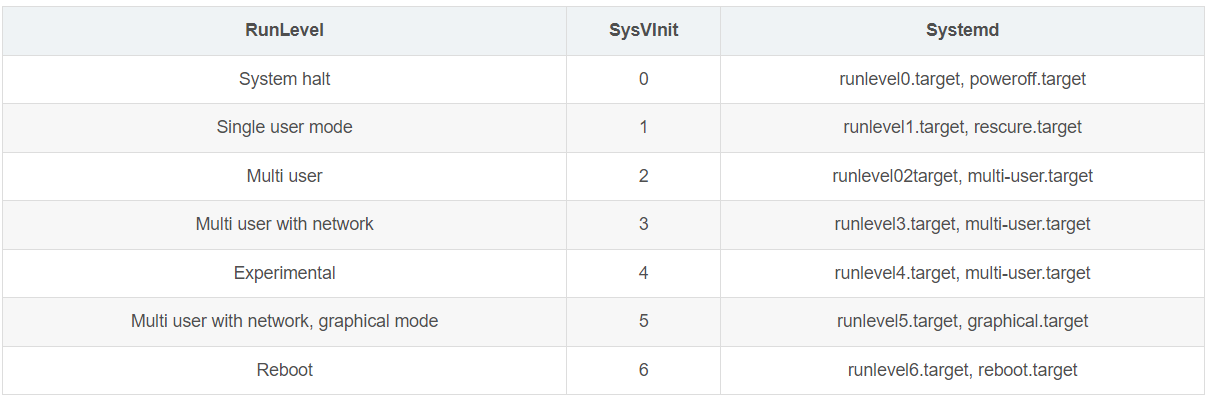 RunLevel SysVInit Systemd
System halt 0 runlevel0.target, poweroff.target
Single user mode 1 runlevel1.target, rescure.target
Multi user 2 runlevel02target, multi-user.target
Multi user with network 3 runlevel3.target, multi-user.target
Experimental 4 runlevel4.target, multi-user.target
Multi user with network, graphical mode 5 runlevel5.target, graphical.target
Reboot 6 runlevel6.target, reboot.target